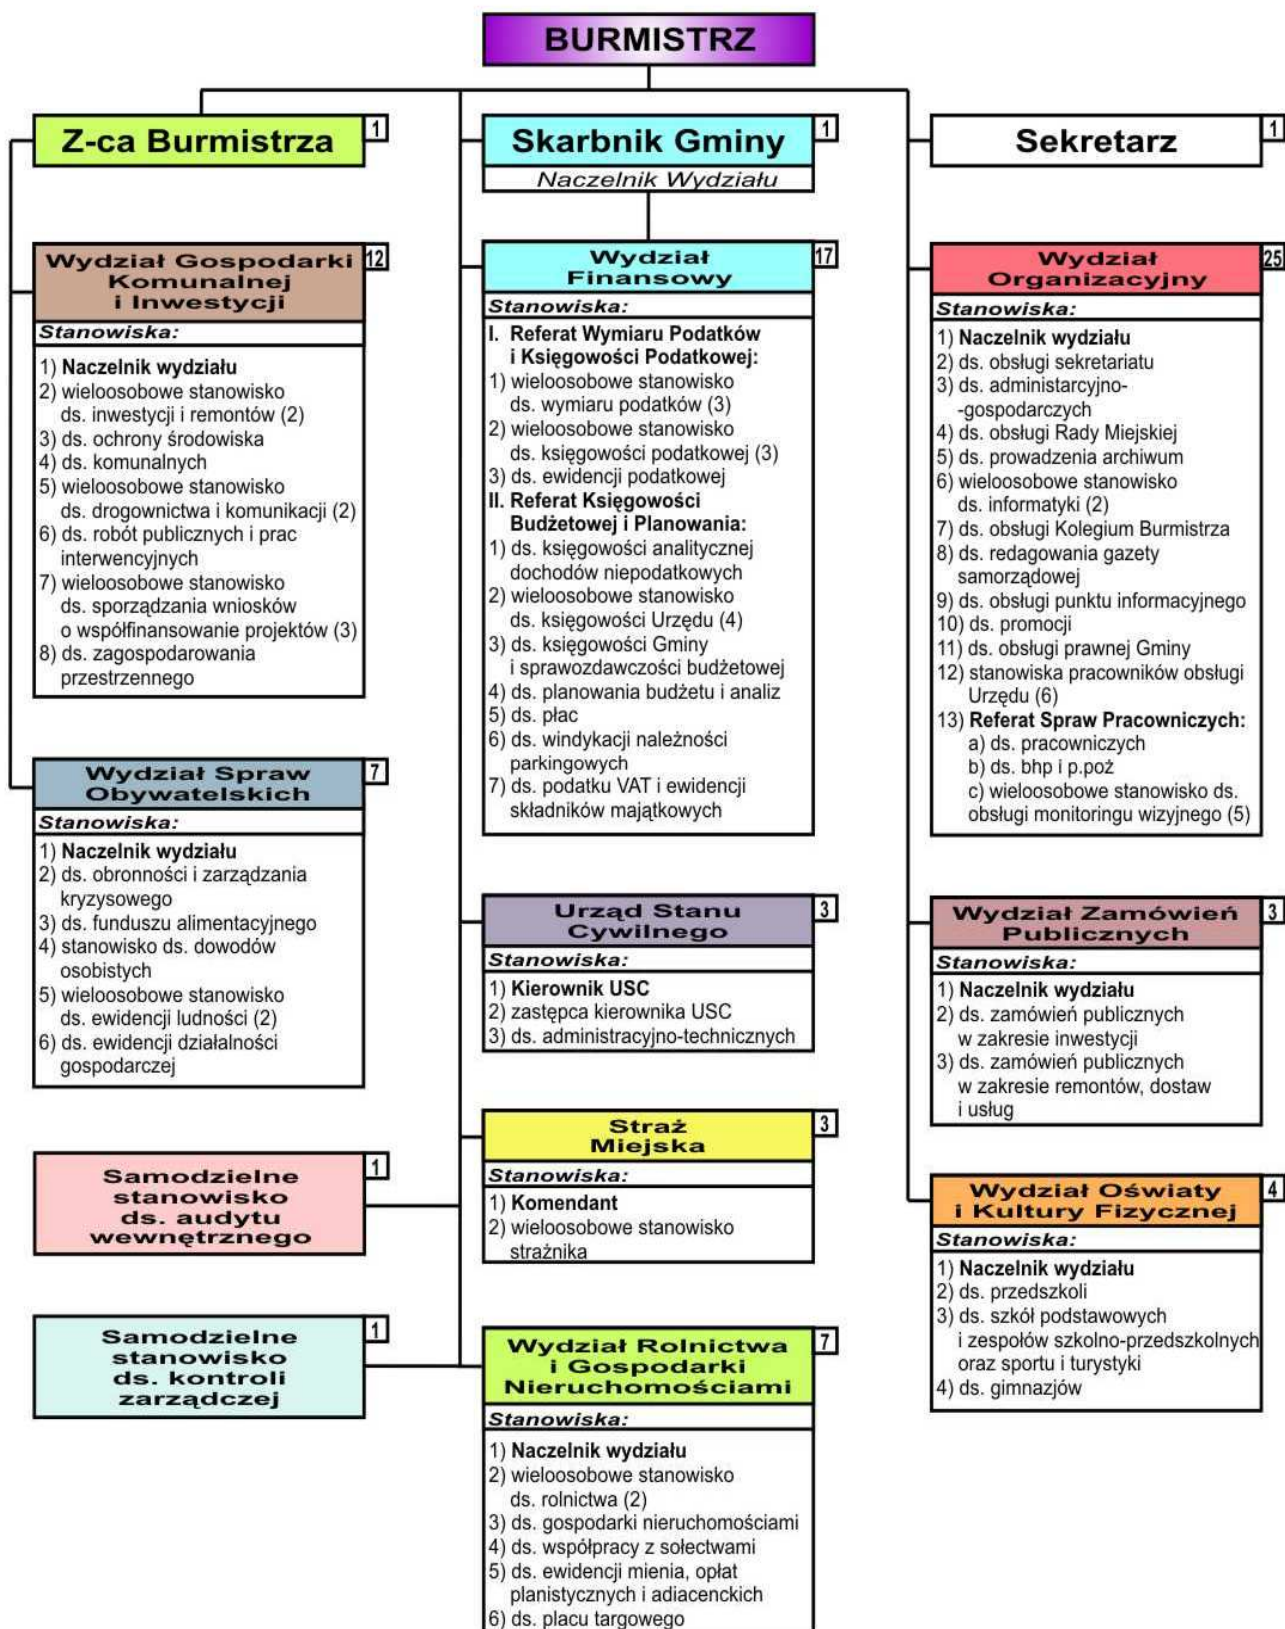 BURMISTRZ
Z-ca Burmistrza
1
Skarbnik Gminy
1
Naczelnik Wydziału
Sekretarz
1
Wydział Gospodarki
Komunalnej
i Inwestycji
12
Stanowiska:
1) Naczelnik wydziału
2) wieloosobowe stanowisko
ds. inwestycji i remontów (2)
3) ds. ochrony środowiska
4) ds. komunalnych
5) wieloosobowe stanowisko
ds. drogownictwa i komunikacji (2)
6) ds. robót publicznych i prac
interwencyjnych
7) wieloosobowe stanowisko
ds. sporządzania wniosków
o współfinansowanie projektów (3)
8) ds. zagospodarowania
przestrzennego
Wydział Spraw
Obywatelskich
7
Stanowiska:
1) Naczelnik wydziału
2) ds. obronności i zarządzania
kryzysowego
3) ds. funduszu alimentacyjnego
4) stanowisko ds. dowodów
osobistych
5) wieloosobowe stanowisko
ds. ewidencji ludności (2)
6) ds. ewidencji działalności
gospodarczej
Samodzielne
stanowisko
ds. audytu
wewnętrznego
1
Samodzielne
stanowisko
ds. kontroli
zarządczej
1
Wydział
Finansowy
17
Stanowiska:
I. Referat Wymiaru Podatków
i Księgowości Podatkowej:
1) wieloosobowe stanowisko
ds. wymiaru podatków (3)
2) wieloosobowe stanowisko
ds. księgowości podatkowej (3)
3) ds. ewidencji podatkowej
II. Referat Księgowości
Budżetowej i Planowania:
1) ds. księgowości analitycznej
dochodów niepodatkowych
2) wieloosobowe stanowisko
ds. księgowości Urzędu (4)
3) ds. księgowości Gminy
i sprawozdawczości budżetowej
4) ds. planowania budżetu i analiz
5) ds. płac
6) ds. windykacji należności
parkingowych
7) ds. podatku VAT i ewidencji
składników majątkowych
Urząd Stanu
Cywilnego
3
Stanowiska:
1) Kierownik USC
2) zastępca kierownika USC
3) ds. administracyjno-technicznych
Straż
Miejska
3
Stanowiska:
1) Komendant
2) wieloosobowe stanowisko
strażnika
Wydział Rolnictwa
i Gospodarki
Nieruchomościami
7
Stanowiska:
1) Naczelnik wydziału
2) wieloosobowe stanowisko
ds. rolnictwa (2)
3) ds. gospodarki nieruchomościami
4) ds. współpracy z sołectwami
5) ds. ewidencji mienia, opłat
planistycznych i adiacenckich
6) ds. placu targowego
Wydział
Organizacyjny
25
Stanowiska:
1) Naczelnik wydziału
2) ds. obsługi sekretariatu
3) ds. administarcyjno-
-gospodarczych
4) ds. obsługi Rady Miejskiej
5) ds. prowadzenia archiwum
6) wieloosobowe stanowisko
ds. informatyki (2)
7) ds. obsługi Kolegium Burmistrza
8) ds. redagowania gazety
samorządowej
9) ds. obsługi punktu informacyjnego
10) ds. promocji
11) ds. obsługi prawnej Gminy
12) stanowiska pracowników obsługi
Urzędu (6)
13) Referat Spraw Pracowniczych:
a) ds. pracowniczych
b) ds. bhp i p.poż
c) wieloosobowe stanowisko ds.
obsługi monitoringu wizyjnego (5)
Wydział Zamówień
Publicznych
3
Stanowiska:
1) Naczelnik wydziału
2) ds. zamówień publicznych
w zakresie inwestycji
3) ds. zamówień publicznych
w zakresie remontów, dostaw
i usług
Wydział Oświaty
i Kultury Fizycznej
4
Stanowiska:
1) Naczelnik wydziału
2) ds. przedszkoli
3) ds. szkół podstawowych
i zespołów szkolno-przedszkolnych
oraz sportu i turystyki
4) ds. gimnazjów